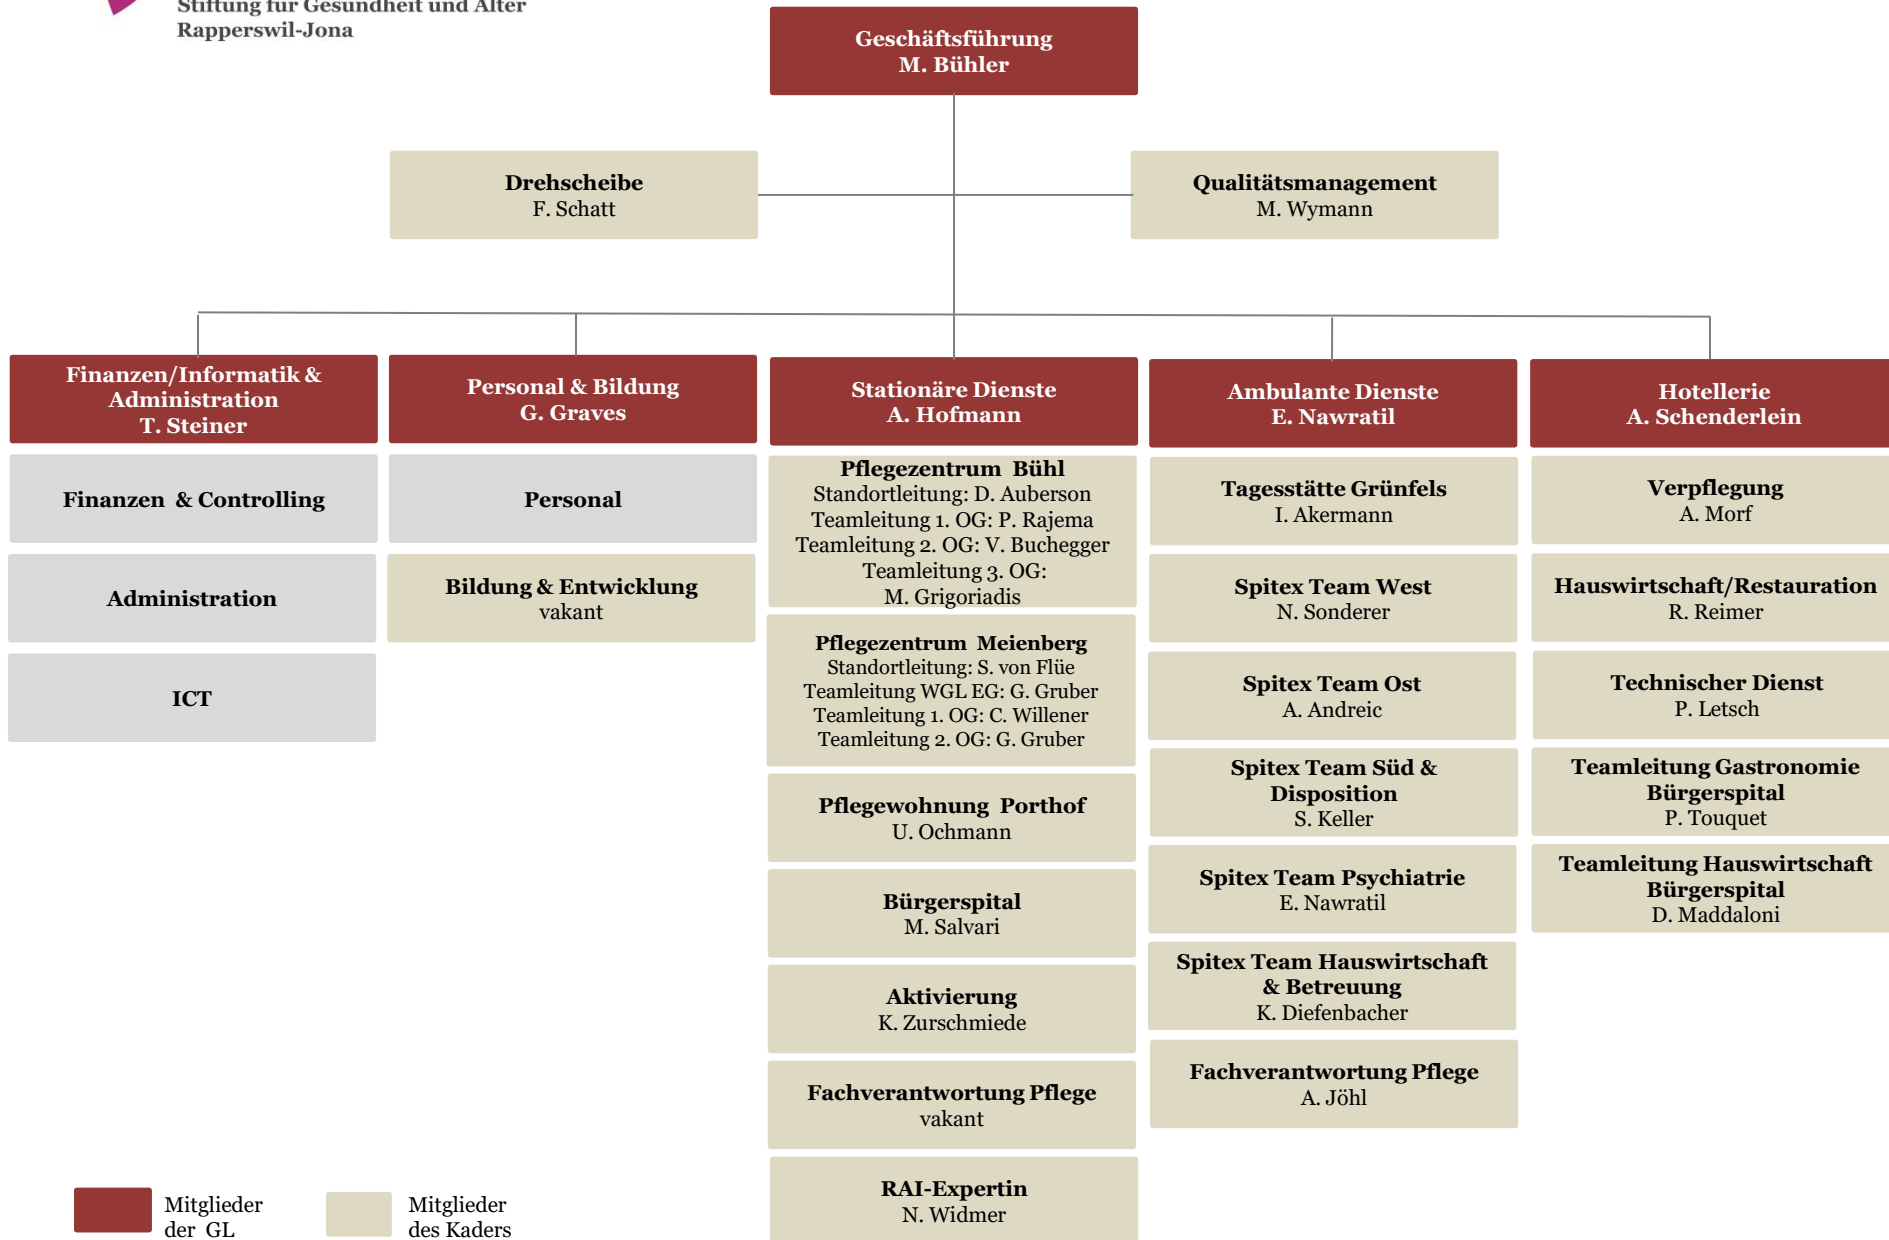 Stiftung für Gesundheit und Alter
Rapperswil-Jona
Geschäftsführung
M. Bühler
Drehscheibe
F. Schatt
Qualitätsmanagement
M. Wymann
Finanzen/Informatik &
Administration
T. Steiner
Finanzen & Controlling
Administration
ICT
Personal & Bildung
G. Graves
Personal
Bildung & Entwicklung
vakant
Stationäre Dienste
A. Hofmann
Pflegezentrum Bühl
Standortleitung: D. Auberson
Teamleitung 1. OG: P. Rajema
Teamleitung 2. OG: V. Buchegger
Teamleitung 3. OG:
M. Grigoriadis
Pflegezentrum Meienberg
Standortleitung: S. von Flüe
Teamleitung WGL EG: G. Gruber
Teamleitung 1. OG: C. Willener
Teamleitung 2. OG: G. Gruber
Pflegewohnung Porthof
U. Ochmann
Bürgerspital
M. Salvari
Aktivierung
K. Zurschmiede
Fachverantwortung Pflege
vakant
RAI-Expertin
N. Widmer
Ambulante Dienste
E. Nawratil
Tagesstätte Grünfels
I. Akermann
Spitex Team West
N. Sonderer
Spitex Team Ost
A. Andreic
Spitex Team Süd &
Disposition
S. Keller
Spitex Team Psychiatrie
E. Nawratil
Spitex Team Hauswirtschaft
& Betreuung
K. Diefenbacher
Fachverantwortung Pflege
A. Jöhl
Hotellerie
A. Schenderlein
Verpflegung
A. Morf
Hauswirtschaft/Restauration
R. Reimer
Technischer Dienst
P. Letsch
Teamleitung Gastronomie
Bürgerspital
P. Touquet
Teamleitung Hauswirtschaft
Bürgerspital
D. Maddaloni
Mitglieder
der GL
Mitglieder
des Kaders